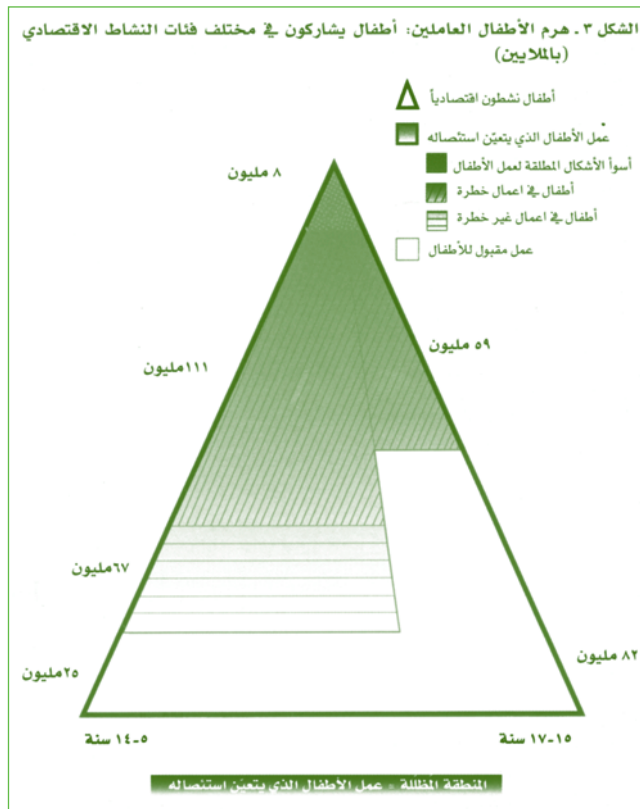 الشكل ٣ ـ هرم الأطفال العاملين: أطفال يشاركون في مختلف فئات النشاط الاقتصادي
(بالملايين)
أطفال نشطون اقتصادياً
عمل الأطفال الذي يتعيّن استئصاله
أسوأ الأشكال المطلقة لعمل الأطفال
أطفال في اعمال خطرة
أطفال في اعمال غير خطرة
عمل مقبول للأطفال
٨ مليون
٥٩ مليون
١١١مليون
٦٧مليون
٨٢ مليون
٢٥مليون
١٥-١٧ سنة
٥-١٤ سنة
المنطقة المُظلّلة = عمل الأطفال الذي يتعيّن استئصاله